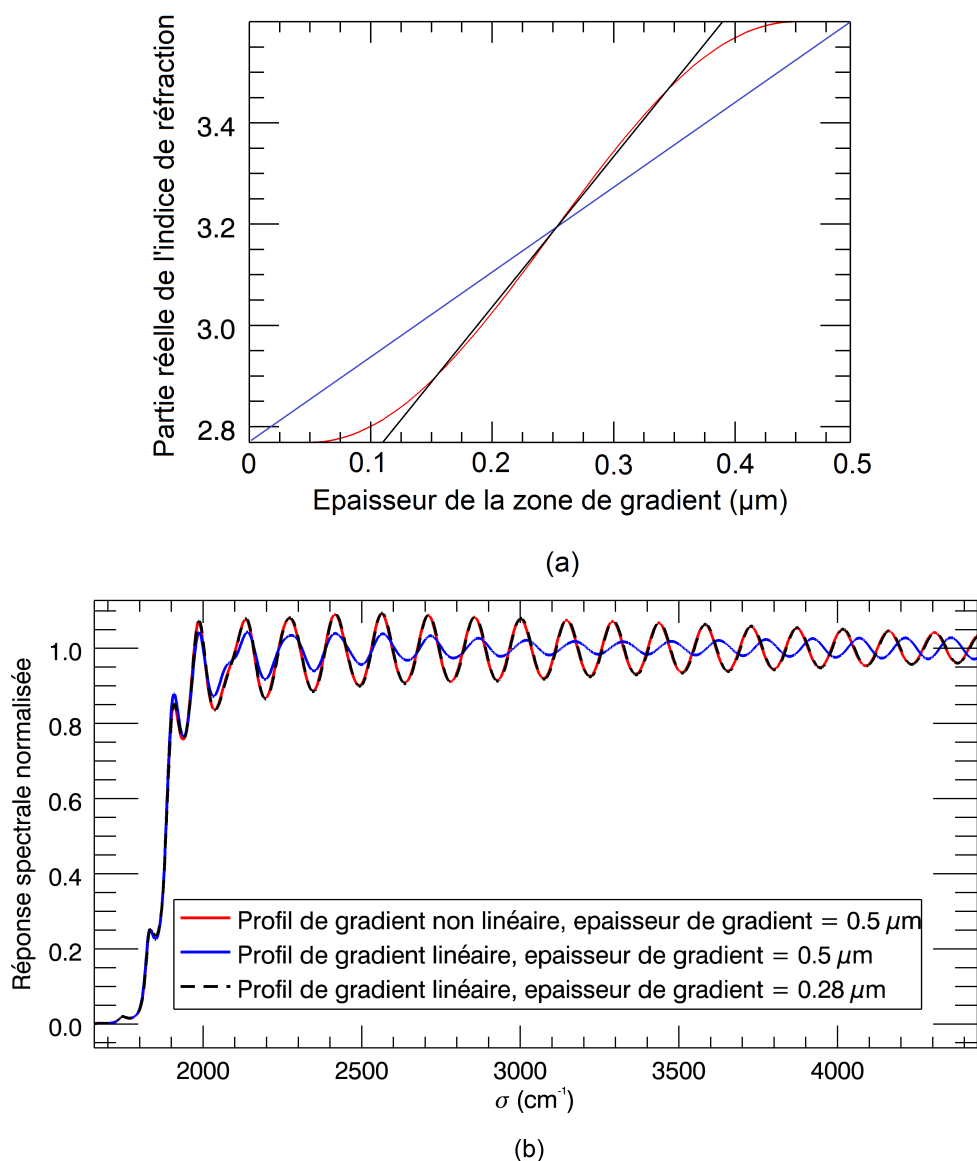 Partie réelle de l'indice de réfraction
3.4
3.2
3.0
2.8
0 0.1 0.2 0.3 0.4 0.5
Epaisseur de la zone de gradient (µm)
(a)
Réponse spectrale normalisée
1.0
0.8
0.6
0.4
0.2
0.0
Profil de gradient non linéaire, epaisseur de gradient = 0.5 µm
Profil de gradient linéaire, epaisseur de gradient = 0.5 µm
Profil de gradient linéaire, epaisseur de gradient = 0.28 µm
2000 2500 3000 3500 4000
σ (cm⁻¹)
(b)